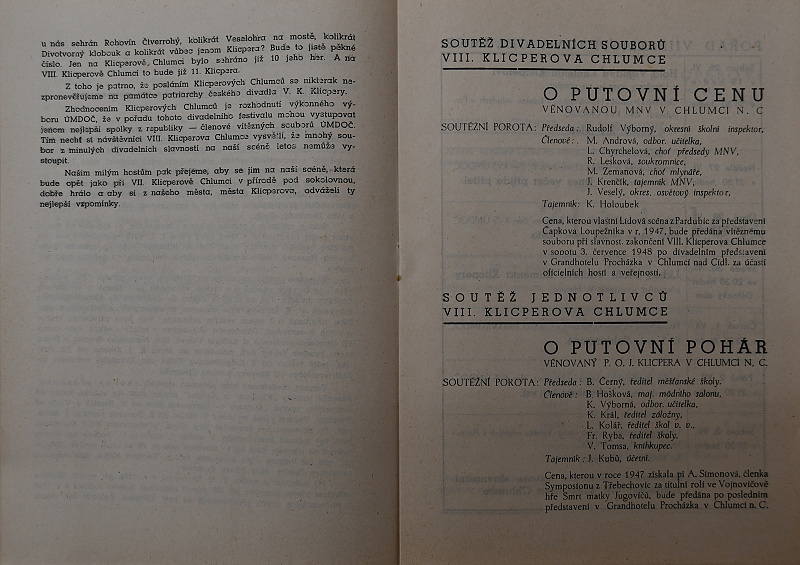 u nás sehrán Rohovín Čtverrohý, kolikrát Veselohra na mostě, kolikrát
Divotvorný klobouk a kolikrát vůbec jenom Klicpera? Bude to jistě pěkné
číslo. Jen na Klicperově Chlumci bylo sehráno již 10 jeho her. A na
VIII. Klicperově Chlumci to bude již 11. Klicpera.
Z toho je patrno, že posláním Klicperových Chlumců se nikterak ne-
zpronevěřujeme na památce patriarchy českého divadla V. K. Klicpery.
Zhodnocením Klicperových Chlumců je rozhodnutí výkonného vý-
boru ÚMDOČ, že v pořadu tohoto divadelního festivalu mohou vystupovat
jenom nejlepší spolky z republiky — členové vítězných souborů ÚMDOČ.
Tím nechť si návštěvníci VIII. Klicperova Chlumce vysvětlí, že mnohý sou-
bor z minulých divadelních slavností na naší scéně letos nemůže vy-
stoupit.
Našim milým hostům pak přejeme, aby se jim na naší scéně, která
bude opět jako při VII. Klicperově Chlumci v přírodě pod sokolovnou,
dobře hrálo a aby si z našeho města, města Klicperova, odváželi ty
nejlepší vzpomínky.
SOUTĚŽ DIVADELNÍCH SOUBORŮ
VIII. KLICPEROVA CHLUMCE
O PUTOVNÍ CENU
VĚNOVANOU MNV V CHLUMCI N. C.
SOUTĚŽNÍ POROTA: Předseda: Rudolf Výborný, okresní školní inspektor,
Členové: M. Andrová, odbor. učitelka,
L. Chyrchelová, choť předsedy MNV,
R. Lesková, soukromnice,
M. Zemanová, choť mlynáře,
J. Krenčík, tajemník MNV,
J. Veselý, okres. osvětový inspektor,
Tajemník: K. Holoubek
Cena, kterou vlastní Lidová scéna z Pardubic za představení
Čapkova Loupežníka v r. 1947, bude předána vítěznému
souboru při slavnost. zakončení VIII. Klicperova Chlumce
v sobotu 3. července 1948 po divadelním představení
v Grandhotelu Procházka v Chlumci nad Cidl. za účasti
oficielních hostí a veřejnosti.
SOUTĚŽ JEDNOTLIVCŮ
VIII. KLICPEROVA CHLUMCE
O PUTOVNÍ POHÁR
VĚNOVANÝ P. O. J. KLICPERA V CHLUMCI N. C.
SOUTĚŽNÍ POROTA: Předseda: B. Černý, ředitel měšťanské školy.
Členové: B. Hošková, maj. módního salonu,
K. Výborná, odbor. učitelka,
K. Král, ředitel záložny,
L. Kolář, ředitel škol v. v.,
Fr. Ryba, ředitel školy,
V. Tomsa, knihkupec.
Tajemník: J. Kubů, účetní.
Cena, kterou v roce 1947 získala pí A. Šimonová, členka
Symposionu z Třebechovic za titulní roli ve Vojnovičově
hře Smrt matky Jugovičů, bude předána po posledním
představení v Grandhotelu Procházka v Chlumci n. C.